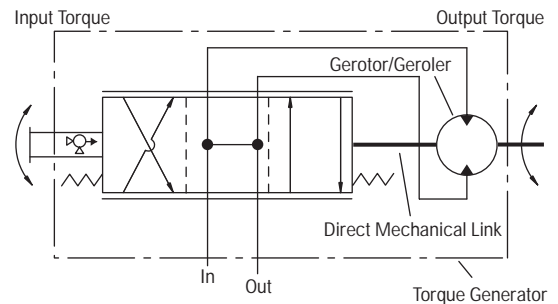 Input Torque
Output Torque
Gerotor/Geroler
Direct Mechanical Link
In
Out
Torque Generator